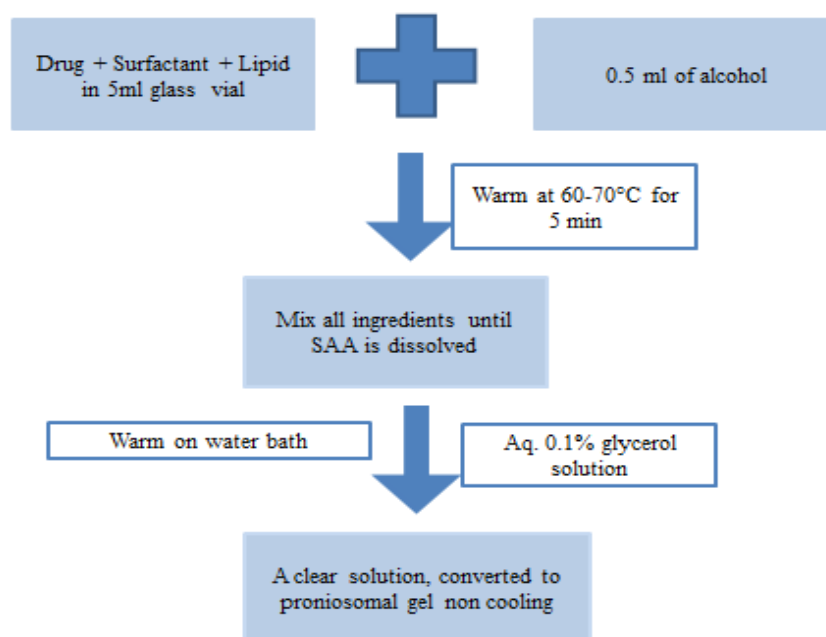 Drug + Surfactant + Lipid
in 5ml glass vial
0.5 ml of alcohol
Warm at 60-70°C for
5 min
Mix all ingredients until
SAA is dissolved
Warm on water bath
Aq. 0.1% glycerol
solution
A clear solution, converted to
proniosomal gel non cooling